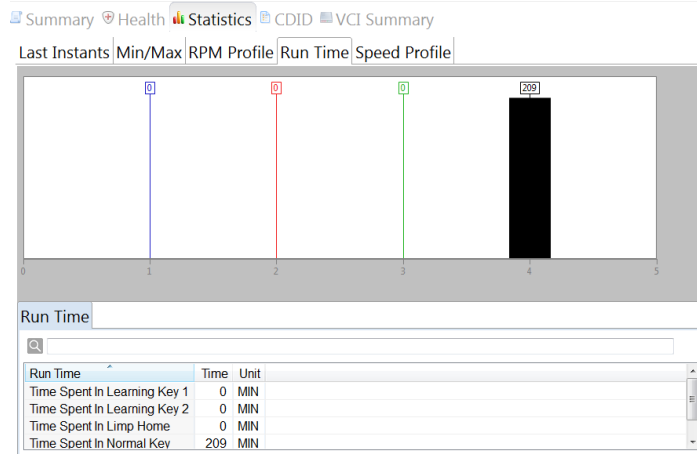 Summary Health Statistics CDID VCI Summary
Last Instants Min/Max RPM Profile Run Time Speed Profile
0 0 0 209
0 1 2 3 4 5
Run Time
Run Time Time Unit
Time Spent In Learning Key 1 0 MIN
Time Spent In Learning Key 2 0 MIN
Time Spent In Limp Home 0 MIN
Time Spent In Normal Key 209 MIN